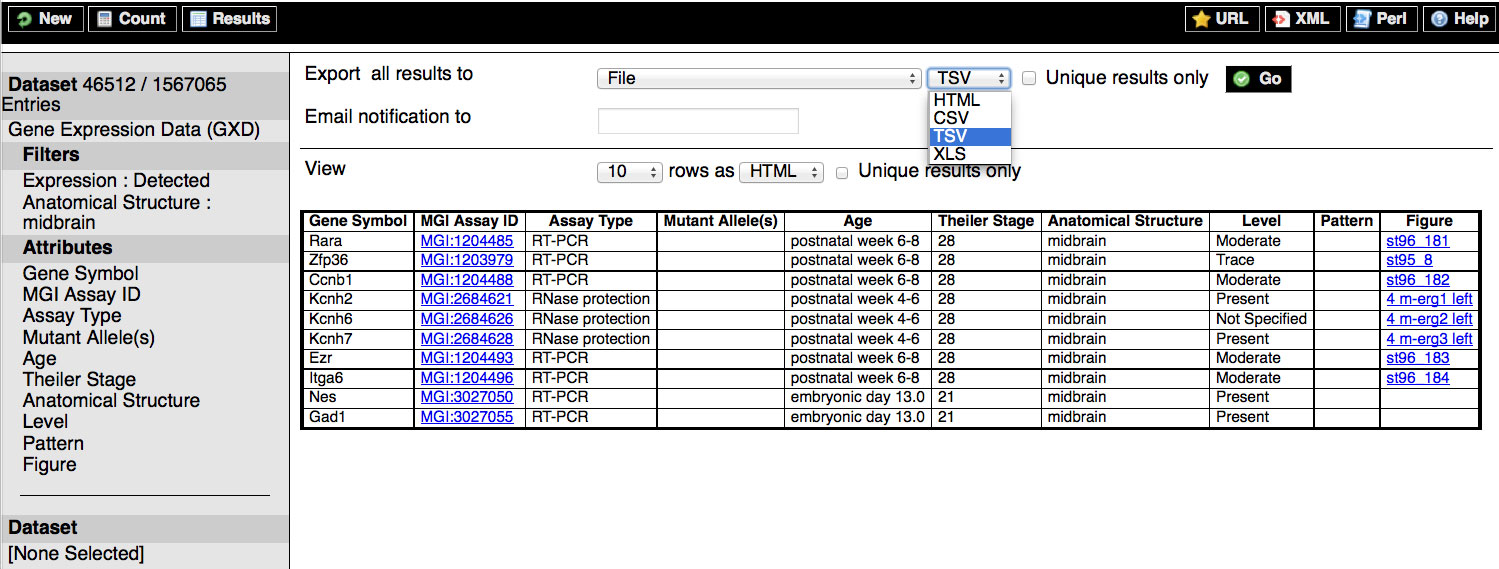 New Count Results URL XML Perl Help
Dataset 46512 / 1567065
Entries
Gene Expression Data (GXD)
Filters
Expression : Detected
Anatomical Structure :
midbrain
Attributes
Gene Symbol
MGI Assay ID
Assay Type
Mutant Allele(s)
Age
Theiler Stage
Anatomical Structure
Level
Pattern
Figure
Dataset
[None Selected]
Export all results to File TSV Unique results only Go
HTML
CSV
TSV
XLS
Email notification to
View 10 rows as HTML Unique results only
Gene Symbol MGI Assay ID Assay Type Mutant Allele(s) Age Theiler Stage Anatomical Structure Level Pattern Figure
Rara MGI:1204485 RT-PCR postnatal week 6-8 28 midbrain Moderate st96_181
Zfp36 MGI:1203979 RT-PCR postnatal week 6-8 28 midbrain Trace st95_8
Ccnb1 MGI:1204488 RT-PCR postnatal week 6-8 28 midbrain Moderate st96_182
Kcnh2 MGI:2684621 RNase protection postnatal week 4-6 28 midbrain Present 4 m-erg1 left
Kcnh6 MGI:2684626 RNase protection postnatal week 4-6 28 midbrain Not Specified 4 m-erg2 left
Kcnh7 MGI:2684628 RNase protection postnatal week 4-6 28 midbrain Present 4 m-erg3 left
Ezr MGI:1204493 RT-PCR postnatal week 6-8 28 midbrain Moderate st96_183
Itga6 MGI:1204496 RT-PCR postnatal week 6-8 28 midbrain Moderate st96_184
Nes MGI:3027050 RT-PCR embryonic day 13.0 21 midbrain Present
Gad1 MGI:3027055 RT-PCR embryonic day 13.0 21 midbrain Present